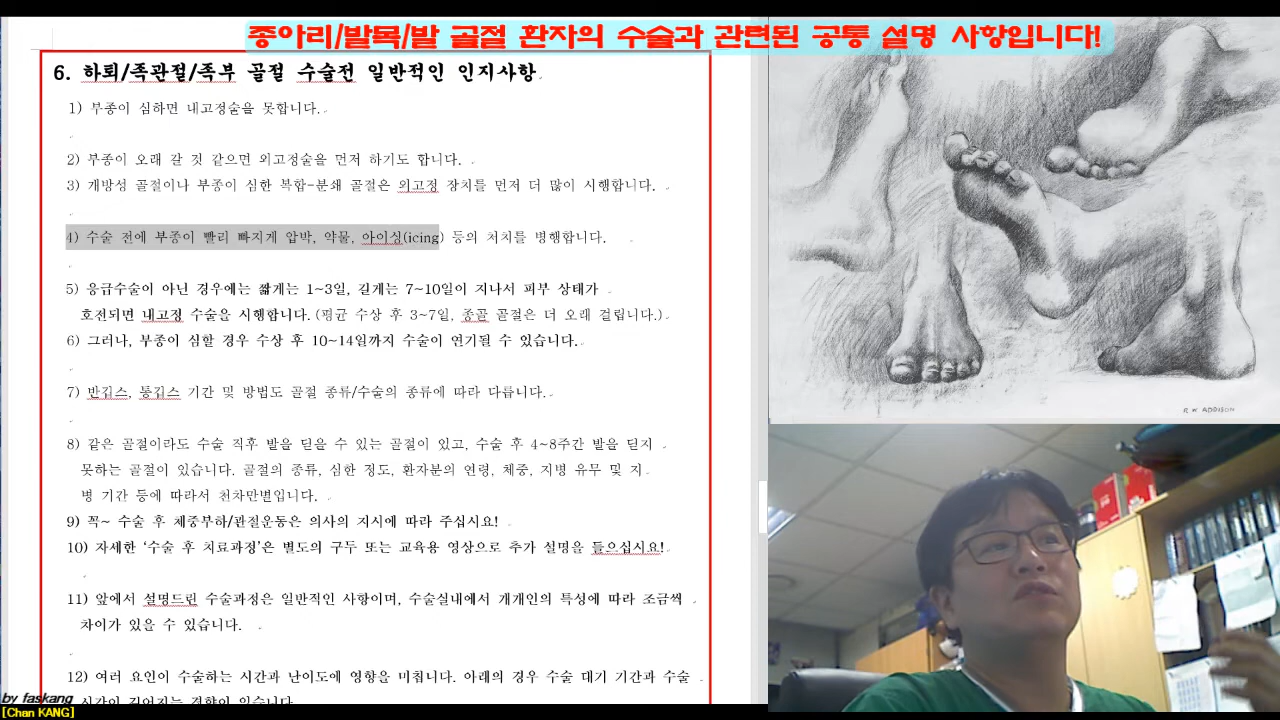 종아리/발목/발 골절 환자의 수술과 관련된 공통 설명 사항입니다!
6. 하퇴/족관절/족부 골절 수술전 일반적인 인지사항
1) 부종이 심하면 내고정술을 못합니다.
2) 부종이 오래 갈 것 같으면 외고정술을 먼저 하기도 합니다.
3) 개방성 골절이나 부종이 심한 복합-분쇄 골절은 외고정 장치를 먼저 더 많이 시행합니다.
4) 수술 전에 부종이 빨리 빠지게 압박, 약물, 아이싱(icing) 등의 처치를 병행합니다.
5) 응급수술이 아닌 경우에는 짧게는 1~3일, 길게는 7~10일이 지나서 피부 상태가
호전되면 내고정 수술을 시행합니다. (평균 수상 후 3~7일, 종골 골절은 더 오래 걸립니다.)
6) 그러나, 부종이 심할 경우 수상 후 10~14일까지 수술이 연기될 수 있습니다.
7) 반깁스, 통깁스 기간 및 방법도 골절 종류/수술의 종류에 따라 다릅니다.
8) 같은 골절이라도 수술 직후 발을 딛을 수 있는 골절이 있고, 수술 후 4~8주간 발을 딛지
못하는 골절이 있습니다. 골절의 종류, 심한 정도, 환자분의 연령, 체중, 지병 유무 및 지
병 기간 등에 따라서 천차만별입니다.
9) 꼭~ 수술 후 체중부하/관절운동은 의사의 지시에 따라 주십시요!
10) 자세한 '수술 후 치료과정'은 별도의 구두 또는 교육용 영상으로 추가 설명을 들으십시요!
11) 앞에서 설명드린 수술과정은 일반적인 사항이며, 수술실내에서 개개인의 특성에 따라 조금씩
차이가 있을 수 있습니다.
12) 여러 요인이 수술하는 시간과 난이도에 영향을 미칩니다. 아래의 경우 수술 대기 기간과 수술
시간이 길어지는 경향이 있습니다.
R W ADDISON
by faskang
[Chan KANG]